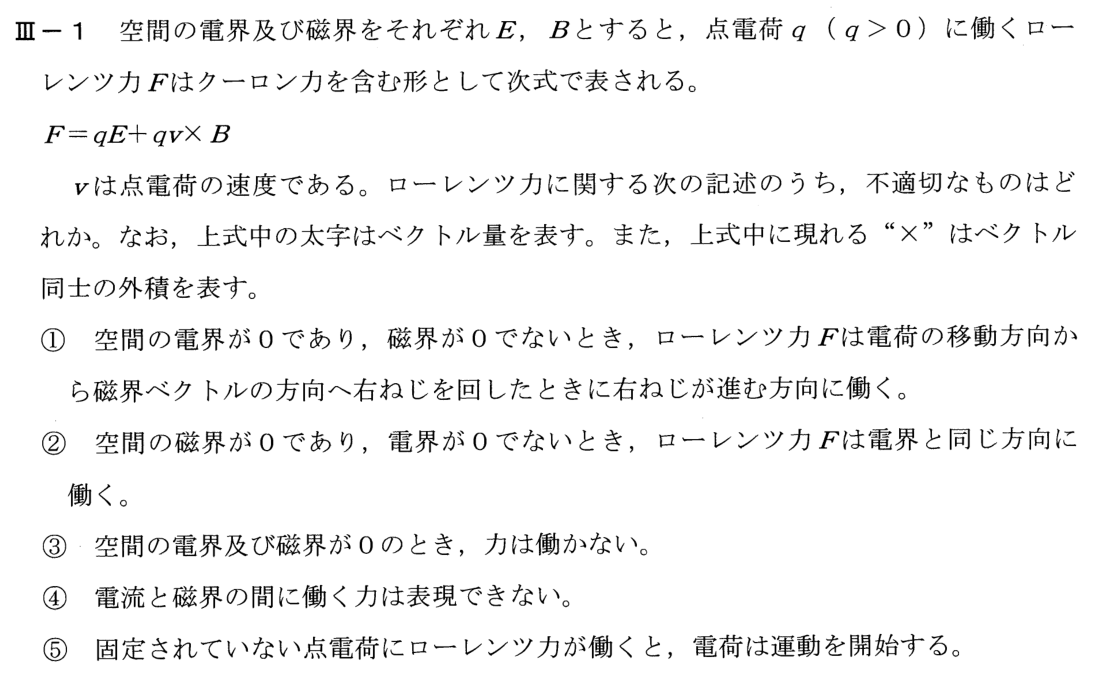 Ⅲ－１　空間の電界及び磁界をそれぞれE，Bとすると，点電荷q（q＞0）に働くロー
レンツ力Fはクーロン力を含む形として次式で表される。
F＝qE＋qv×B
vは点電荷の速度である。ローレンツ力に関する次の記述のうち，不適切なものはど
れか。なお，上式中の太字はベクトル量を表す。また，上式中に現れる“×”はベクトル
同士の外積を表す。
①　空間の電界が０であり，磁界が０でないとき，ローレンツ力Fは電荷の移動方向か
ら磁界ベクトルの方向へ右ねじを回したときに右ねじが進む方向に働く。
②　空間の磁界が０であり，電界が０でないとき，ローレンツ力Fは電界と同じ方向に
働く。
③　空間の電界及び磁界が０のとき，力は働かない。
④　電流と磁界の間に働く力は表現できない。
⑤　固定されていない点電荷にローレンツ力が働くと，電荷は運動を開始する。